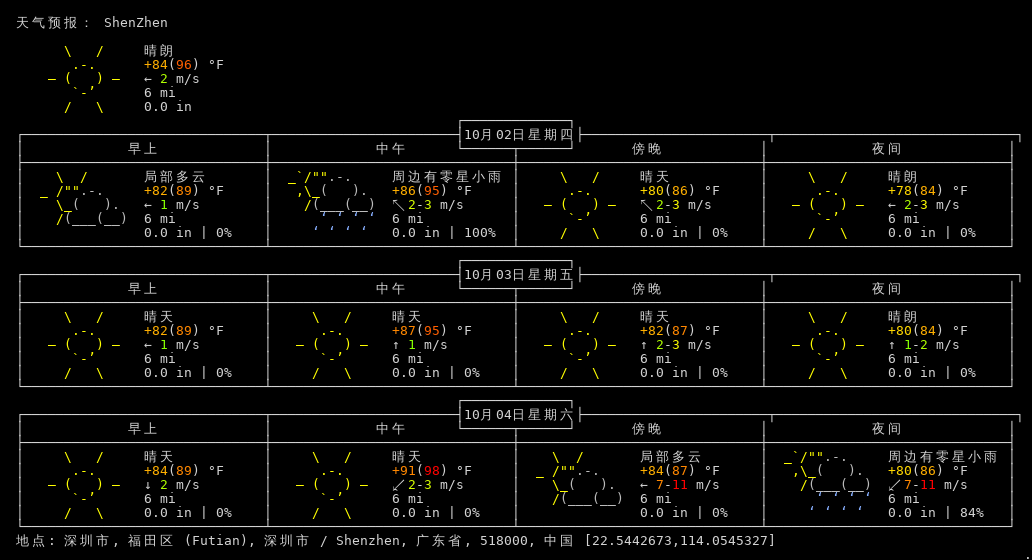 天气预报： ShenZhen
晴朗
+84(96) °F
← 2 m/s
6 mi
0.0 in
10月02日星期四
早上 中午 傍晚 夜间
局部多云 周边有零星小雨 晴天 晴朗
+82(89) °F +86(95) °F +80(86) °F +78(84) °F
← 1 m/s ↖ 2-3 m/s ↖ 2-3 m/s ← 2-3 m/s
6 mi 6 mi 6 mi 6 mi
0.0 in | 0% 0.0 in | 100% 0.0 in | 0% 0.0 in | 0%
10月03日星期五
早上 中午 傍晚 夜间
晴天 晴天 晴天 晴朗
+82(89) °F +87(95) °F +82(87) °F +80(84) °F
← 1 m/s ↑ 1 m/s ↑ 2-3 m/s ↑ 1-2 m/s
6 mi 6 mi 6 mi 6 mi
0.0 in | 0% 0.0 in | 0% 0.0 in | 0% 0.0 in | 0%
10月04日星期六
早上 中午 傍晚 夜间
晴天 晴天 局部多云 周边有零星小雨
+84(89) °F +91(98) °F +84(87) °F +80(86) °F
↓ 2 m/s ↙ 2-3 m/s ← 7-11 m/s ↙ 7-11 m/s
6 mi 6 mi 6 mi 6 mi
0.0 in | 0% 0.0 in | 0% 0.0 in | 0% 0.0 in | 84%
地点: 深圳市, 福田区 (Futian), 深圳市 / Shenzhen, 广东省, 518000, 中国 [22.5442673,114.0545327]